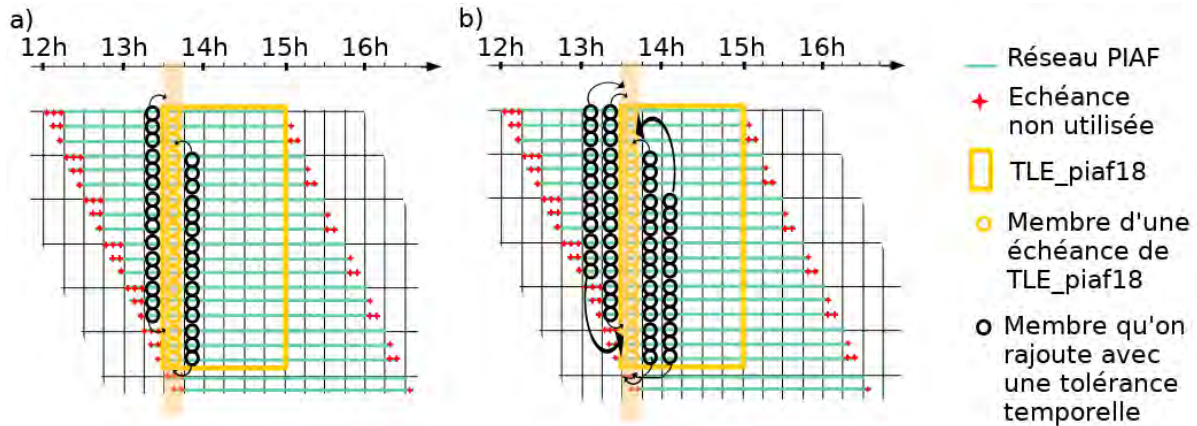 a)
12h 13h 14h 15h 16h
b)
12h 13h 14h 15h 16h
Réseau PIAF
Echéance
non utilisée
TLE_piaf18
Membre d'une
échéance de
TLE_piaf18
Membre qu'on
rajoute avec
une tolérance
temporelle